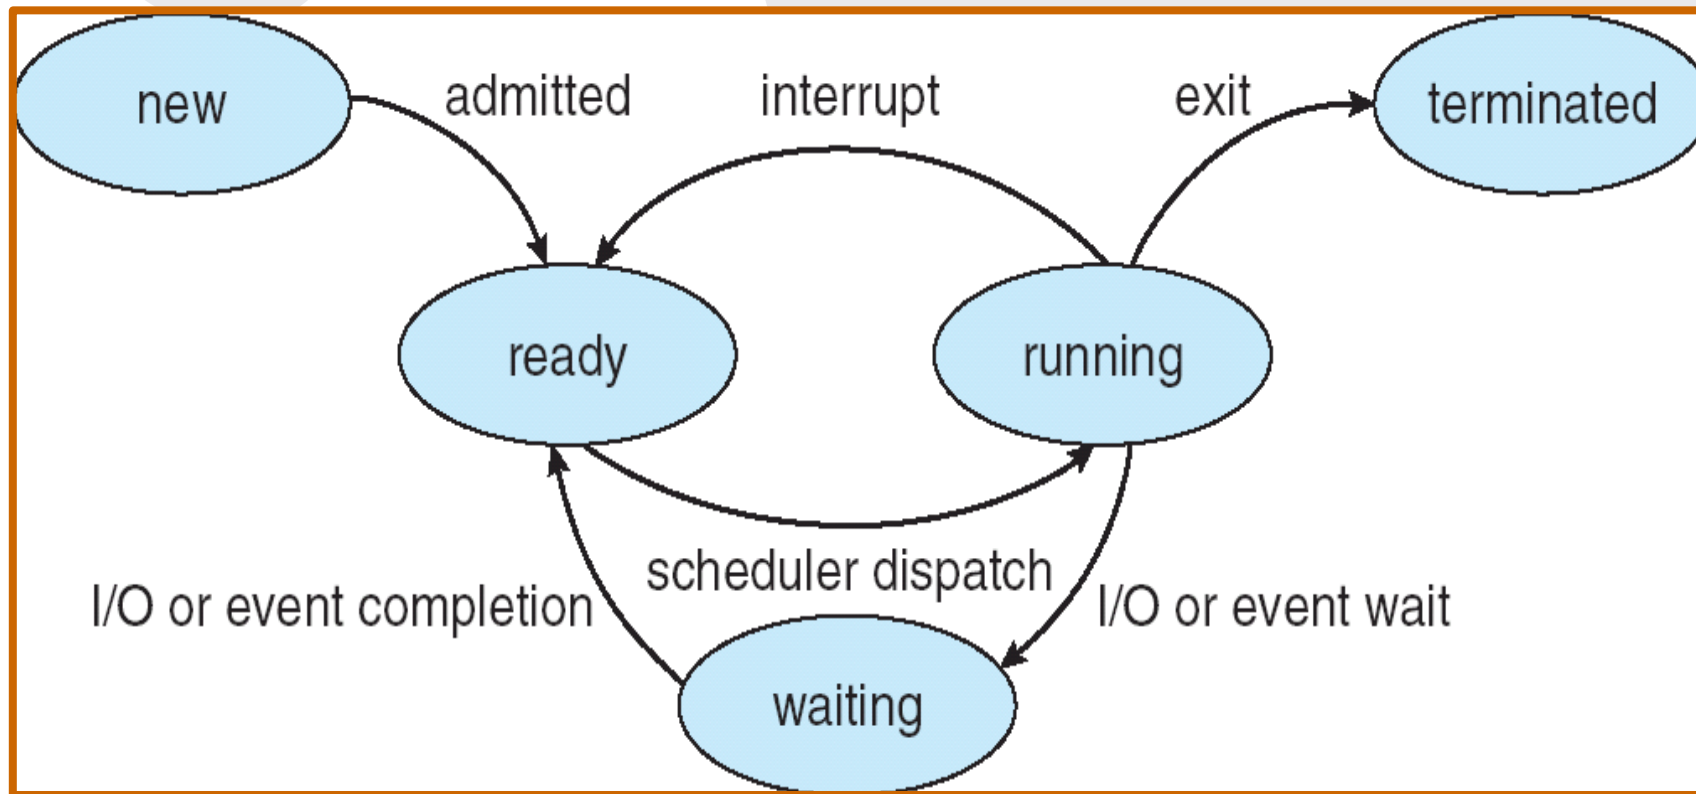 new
admitted
interrupt
exit
terminated
ready
running
scheduler dispatch
I/O or event completion
I/O or event wait
waiting